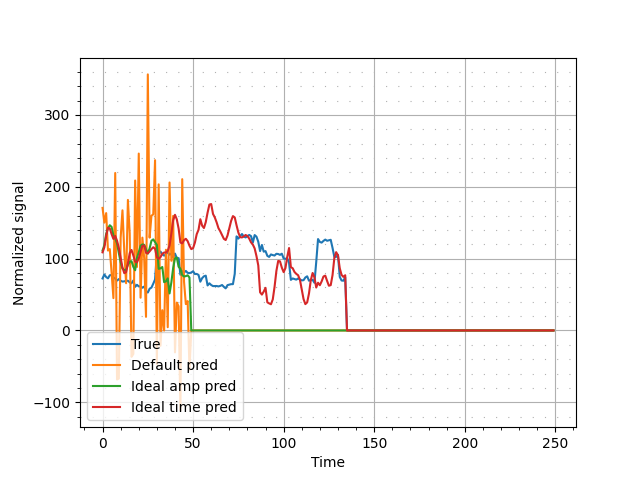 Normalized signal
300
200
100
0
−100
True
Default pred
Ideal amp pred
Ideal time pred
0 50 100 150 200 250
Time